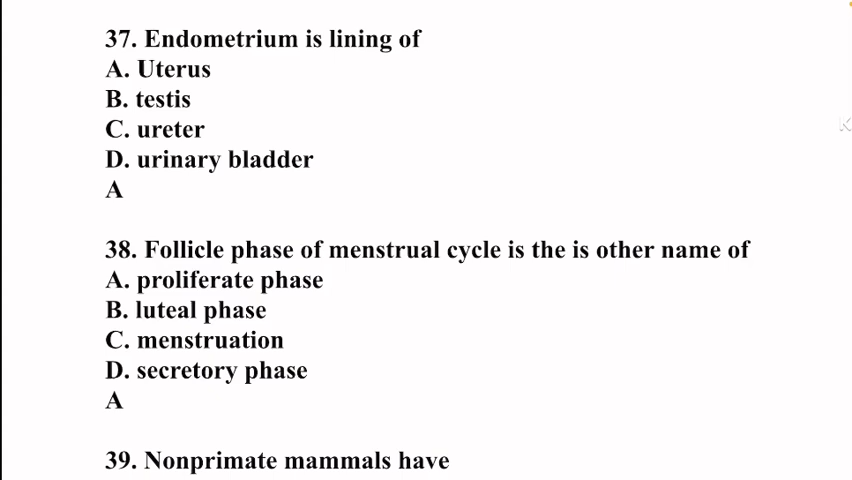 37. Endometrium is lining of
A. Uterus
B. testis
C. ureter
D. urinary bladder
A
38. Follicle phase of menstrual cycle is the is other name of
A. proliferate phase
B. luteal phase
C. menstruation
D. secretory phase
A
39. Nonprimate mammals have